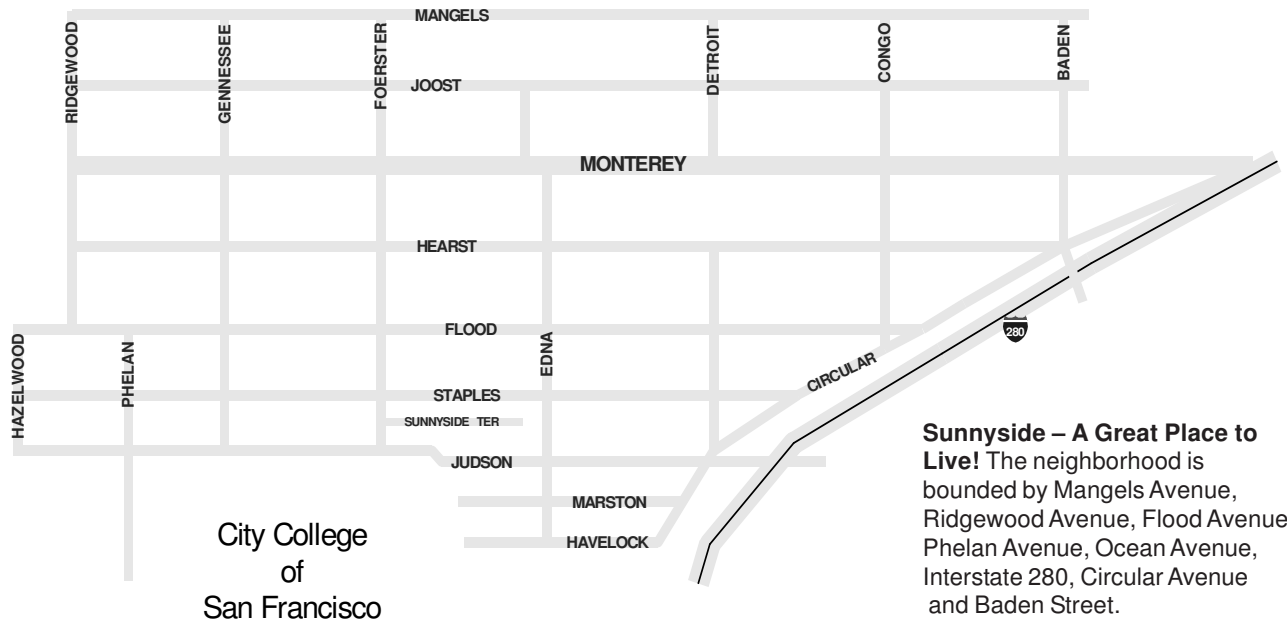 MANGELS
RIDGEWOOD
GENNESSEE
FOERSTER
DETROIT
CONGO
BADEN
JOOST
MONTEREY
HEARST
FLOOD
280
HAZELWOOD
PHELAN
EDNA
CIRCULAR
STAPLES
SUNNYSIDE TER
JUDSON
MARSTON
HAVELOCK
City College
of
San Francisco
Sunnyside – A Great Place to
Live! The neighborhood is
bounded by Mangels Avenue,
Ridgewood Avenue, Flood Avenue
Phelan Avenue, Ocean Avenue,
Interstate 280, Circular Avenue
and Baden Street.